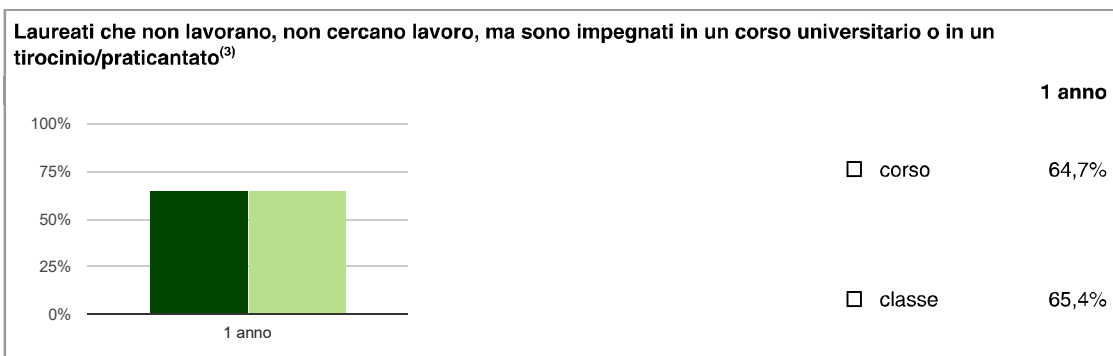 Laureati che non lavorano, non cercano lavoro, ma sono impegnati in un corso universitario o in un
tirocinio/praticantato(3)
1 anno
100%
75%
50%
25%
0%
1 anno
corso 64,7%
classe 65,4%